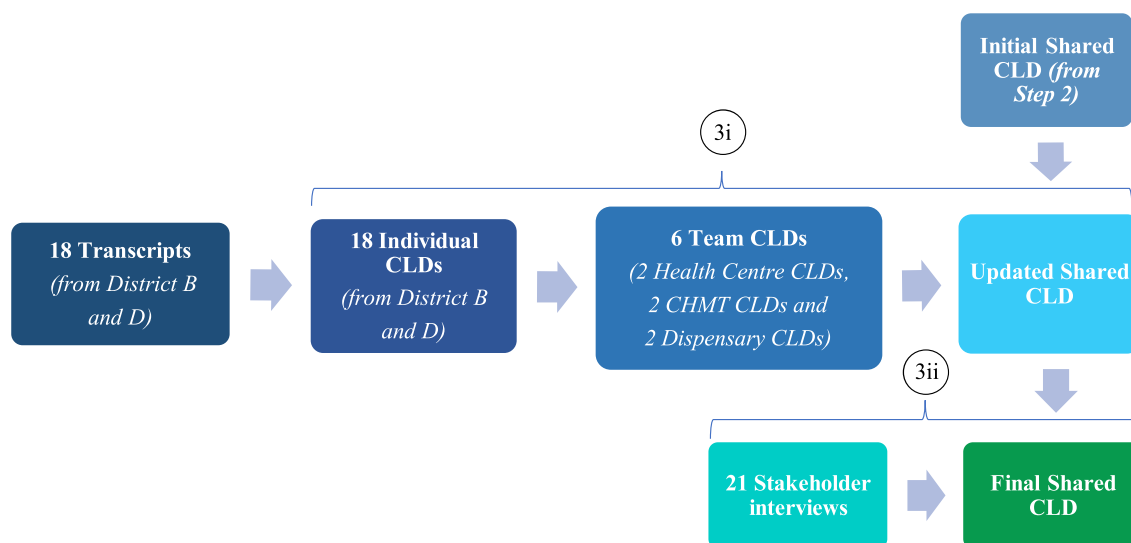 Initial Shared
CLD (from
Step 2)
3i
18 Transcripts
(from District B
and D)
18 Individual
CLDs
(from District B
and D)
6 Team CLDs
(2 Health Centre CLDs,
2 CHMT CLDs and
2 Dispensary CLDs)
Updated Shared
CLD
3ii
21 Stakeholder
interviews
Final Shared
CLD